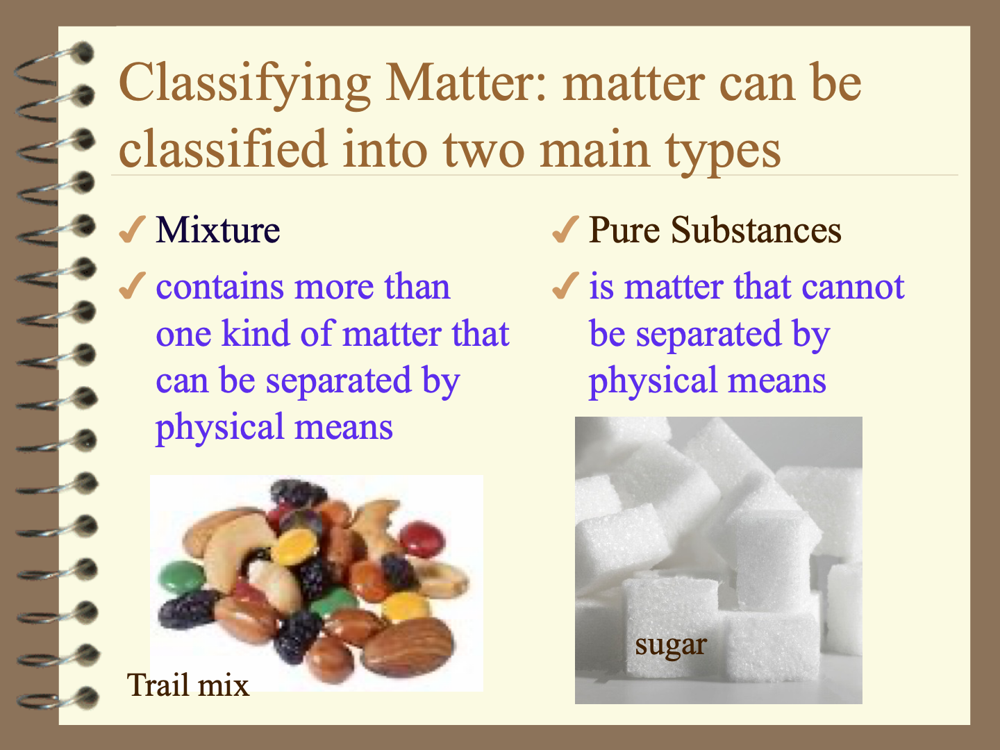 Classifying Matter: matter can be
classified into two main types
✓ Mixture
✓ contains more than
one kind of matter that
can be separated by
physical means
Trail mix
✓ Pure Substances
✓ is matter that cannot
be separated by
physical means
sugar